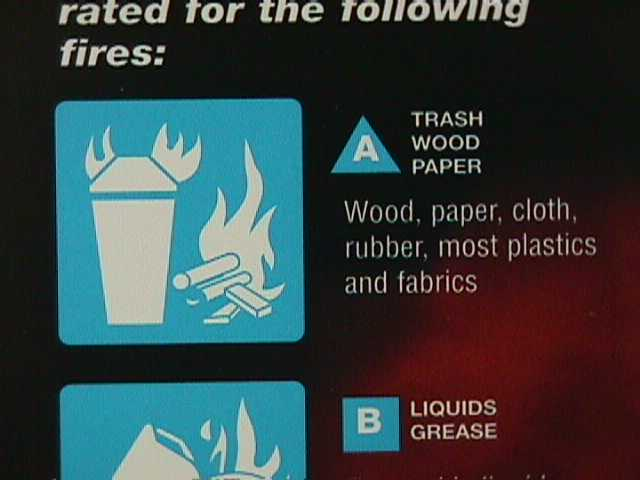 rated for the following
fires:
A
TRASH
WOOD
PAPER
Wood, paper, cloth,
rubber, most plastics
and fabrics
B
LIQUIDS
GREASE